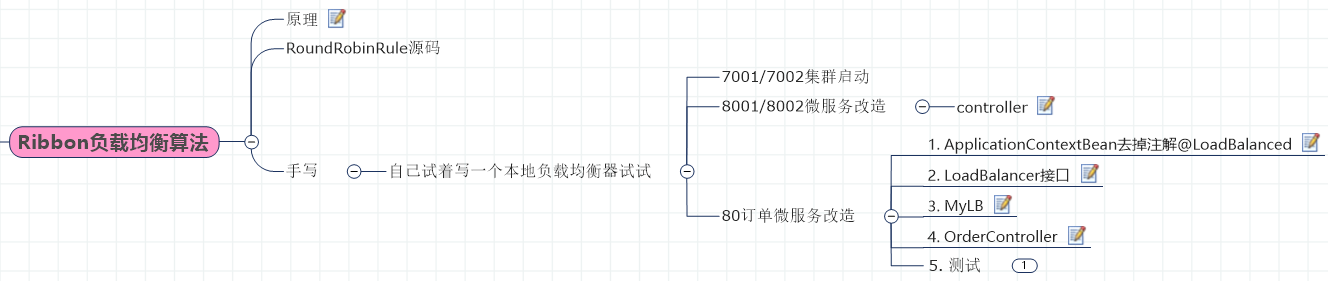 原理
RoundRobinRule源码
7001/7002集群启动
8001/8002微服务改造
controller
Ribbon负载均衡算法
1. ApplicationContextBean去掉注解@LoadBalanced
手写
自己试着写一个本地负载均衡器试试
2. LoadBalancer接口
3. MyLB
80订单微服务改造
4. OrderController
5. 测试
1